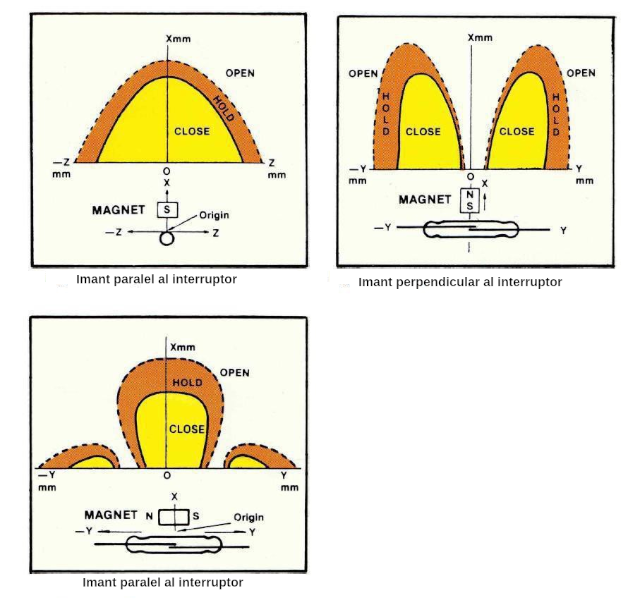 Xmm
OPEN
HOLD
CLOSE
—Z
mm
O
Z
mm
X
MAGNET
S
Origin
—Z
Z
Imant paralel al interruptor
Xmm
OPEN
OPEN
HOLD
HOLD
CLOSE
CLOSE
—Y
mm
O
Y
mm
X
MAGNET
N
S
—Y
Y
Imant perpendicular al interruptor
Xmm
OPEN
HOLD
CLOSE
—Y
mm
O
Y
mm
X
MAGNET
N
S
Origin
—Y
Y
Imant paralel al interruptor